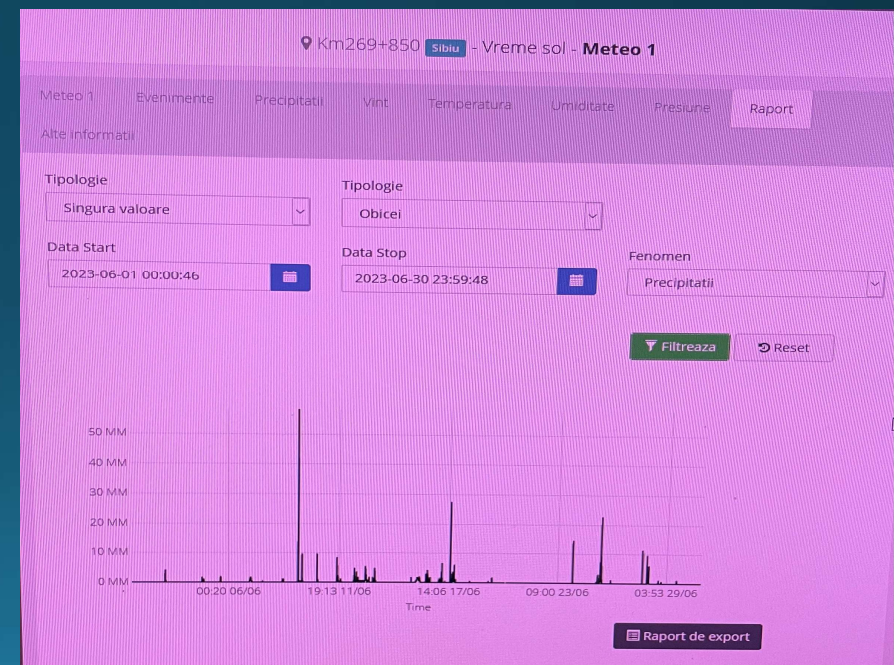 Km269+850 Sibiu - Vreme sol - Meteo 1
Meteo 1 Evenimente Precipitatii Vint Temperatura Umiditate Presiune Raport
Alte informatii
Tipologie Tipologie
Singura valoare Obicei
Data Start Data Stop Fenomen
2023-06-01 00:00:46 2023-06-30 23:59:48 Precipitatii
Filtreaza Reset
50 MM
40 MM
30 MM
20 MM
10 MM
0 MM
00:20 06/06 19:13 11/06 14:06 17/06 09:00 23/06 03:53 29/06
Time
Raport de export